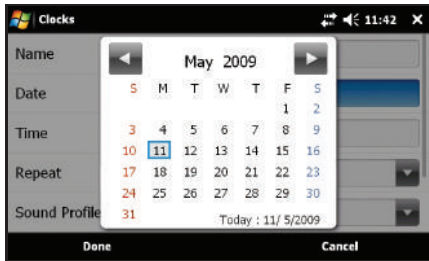 Clocks 11:42
Name
May 2009
Date
S M T W T F S
1 2
Time
3 4 5 6 7 8 9
10 11 12 13 14 15 16
Repeat
17 18 19 20 21 22 23
24 25 26 27 28 29 30
Sound Profile
31
Today : 11/ 5/2009
Done Cancel